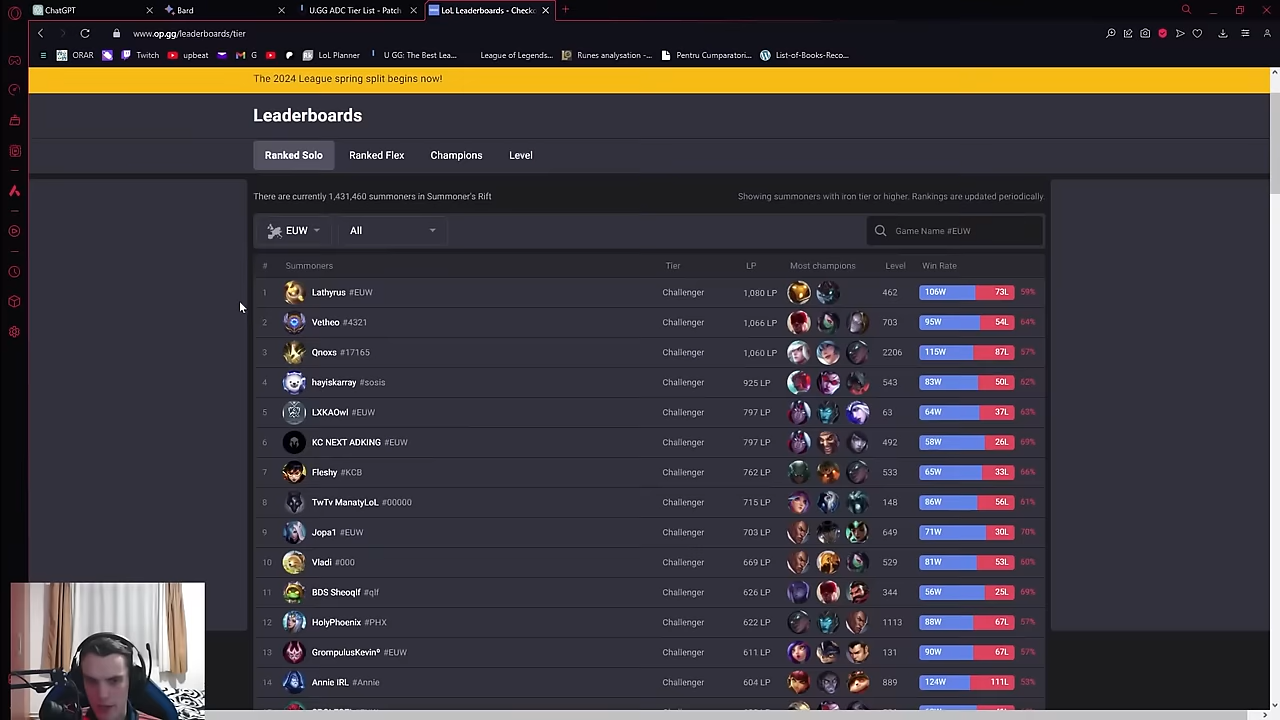 ChatGPT
Bard
U.GG ADC Tier List - Patch
LoL Leaderboards - Check
www.op.gg/leaderboards/tier
ORAR
Twitch
upbeat
G
LoL Planner
U GG: The Best Lea...
League of Legends...
Runes analysation -...
Pentru Cumparatori...
List-of-Books-Reco...
The 2024 League spring split begins now!
Leaderboards
Ranked Solo Ranked Flex Champions Level
There are currently 1,431,460 summoners in Summoner's Rift
Showing summoners with iron tier or higher. Rankings are updated periodically.
EUW All Game Name #EUW
# Summoners Tier LP Most champions Level Win Rate
1 Lathyrus #EUW Challenger 1,080 LP 462 106W 73L 59%
2 Vetheo #4321 Challenger 1,066 LP 703 95W 54L 64%
3 Qnoxs #17165 Challenger 1,060 LP 2206 115W 87L 57%
4 hayiskarray #sosis Challenger 925 LP 543 83W 50L 62%
5 LXKAOwl #EUW Challenger 797 LP 63 64W 37L 63%
6 KC NEXT ADKING #EUW Challenger 797 LP 492 58W 26L 69%
7 Fleshy #KCB Challenger 762 LP 533 65W 33L 66%
8 TwTv ManatyLoL #00000 Challenger 715 LP 148 86W 56L 61%
9 Jopa1 #EUW Challenger 703 LP 649 71W 30L 70%
10 Vladi #000 Challenger 669 LP 529 81W 53L 60%
11 BDS Sheoqlf #qlf Challenger 626 LP 344 56W 25L 69%
12 HolyPhoenix #PHX Challenger 622 LP 1113 88W 67L 57%
13 GrompulusKevin° #EUW Challenger 611 LP 131 90W 67L 57%
14 Annie IRL #Annie Challenger 604 LP 889 124W 111L 53%